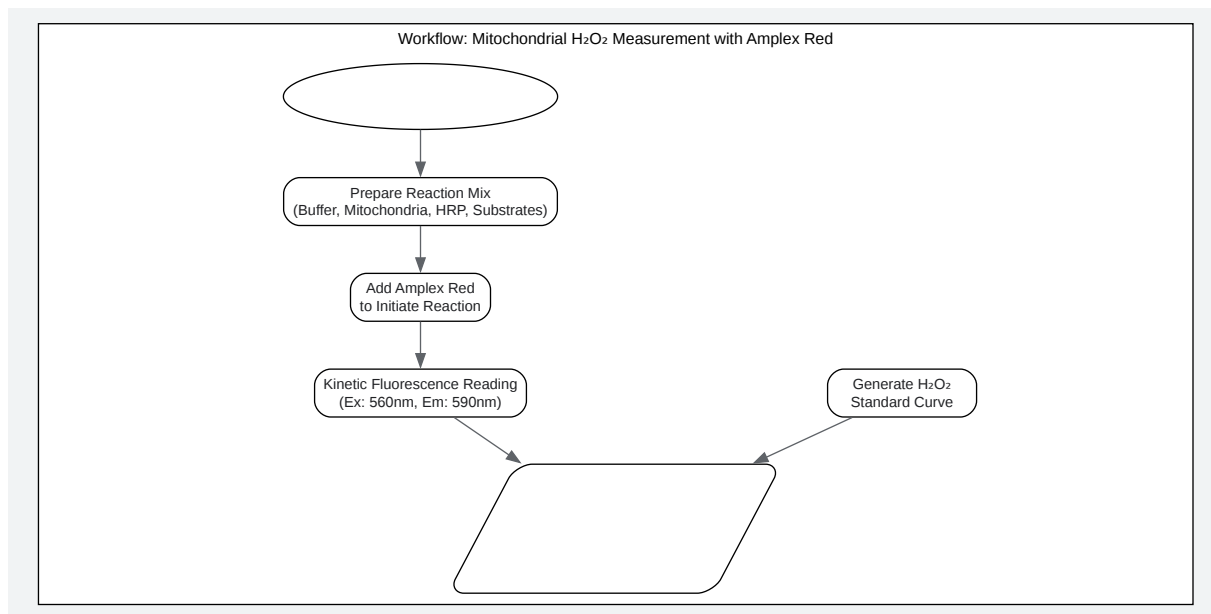 Workflow: Mitochondrial H₂O₂ Measurement with Amplex Red
Prepare Reaction Mix
(Buffer, Mitochondria, HRP, Substrates)
Add Amplex Red
to Initiate Reaction
Kinetic Fluorescence Reading
(Ex: 560nm, Em: 590nm)
Generate H₂O₂
Standard Curve